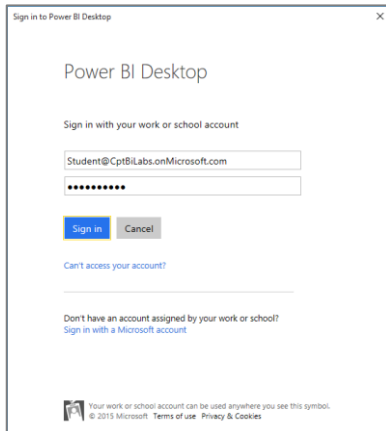 Sign in to Power BI Desktop
Power BI Desktop
Sign in with your work or school account
Student@CptBiLabs.onMicrosoft.com
••••••••••
Sign in Cancel
Can't access your account?
Don't have an account assigned by your work or school?
Sign in with a Microsoft account
Your work or school account can be used anywhere you see this symbol.
© 2015 Microsoft Terms of use Privacy & Cookies